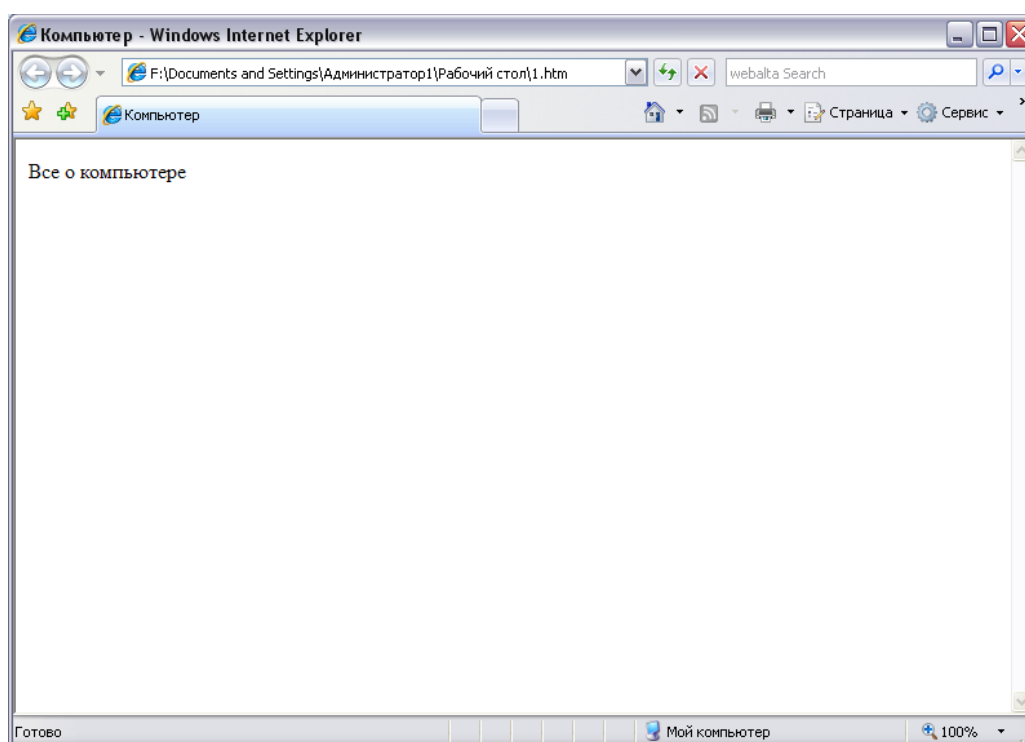 Компьютер - Windows Internet Explorer
F:\Documents and Settings\Администратор1\Рабочий стол\1.htm webalta Search
Компьютер Страница Сервис
Все о компьютере
Готово Мой компьютер 100%